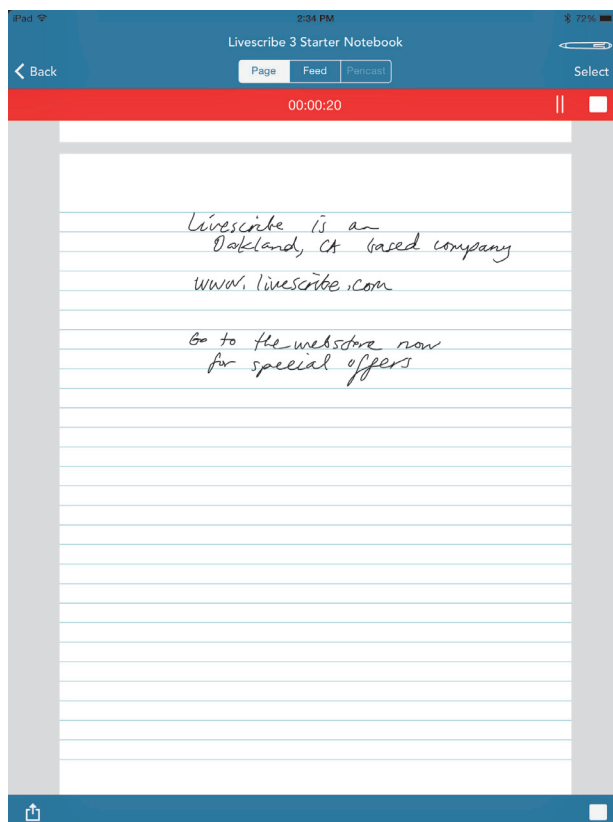 iPad 2:34 PM 72%
Livescribe 3 Starter Notebook
Back Page Feed Pencast Select
00:00:20
Livescribe is an
Oakland, CA based company
www.livescribe.com
Go to the webstore now
for special offers